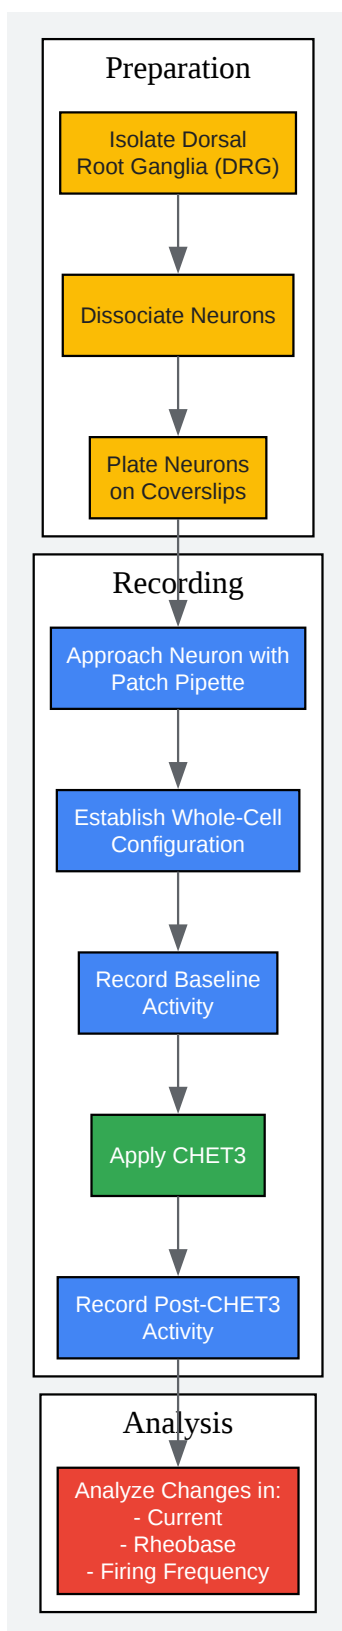 Preparation
Isolate Dorsal
Root Ganglia (DRG)
Dissociate Neurons
Plate Neurons
on Coverslips
Recording
Approach Neuron with
Patch Pipette
Establish Whole-Cell
Configuration
Record Baseline
Activity
Apply CHET3
Record Post-CHET3
Activity
Analysis
Analyze Changes in:
- Current
- Rheobase
- Firing Frequency